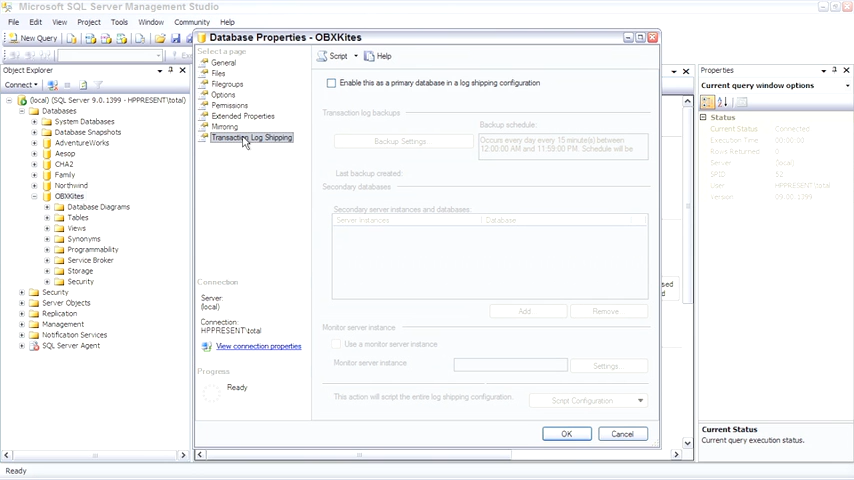 Microsoft SQL Server Management Studio
File Edit View Project Tools Window Community Help
New Query
Object Explorer
Connect
(local) (SQL Server 9.0.1399 - HPPRESENT\total)
Databases
System Databases
Database Snapshots
AdventureWorks
Aesop
CHA2
Family
Northwind
OBXKites
Database Diagrams
Tables
Views
Synonyms
Programmability
Service Broker
Storage
Security
Security
Server Objects
Replication
Management
Notification Services
SQL Server Agent
Ready
Database Properties - OBXKites
Select a page
General
Files
Filegroups
Options
Permissions
Extended Properties
Mirroring
Transaction Log Shipping
Connection
Server:
(local)
Connection:
HPPRESENT\total
View connection properties
Progress
Ready
Script Help
Enable this as a primary database in a log shipping configuration
Transaction log backups
Backup schedule:
Backup Settings...
Occurs every day every 15 minute(s) between
12:00:00 AM and 11:59:00 PM. Schedule will be
Last backup created:
Secondary databases
Secondary server instances and databases:
Server instances Database
Add Remove
Monitor server instance
Use a monitor server instance
Monitor server instance Settings...
This action will script the entire log shipping configuration.
Script Configuration
OK Cancel
Properties
Current query window options
Status
Current Status Connected
Execution Time 00:00:00
Rows Returned 0
Server (local)
SPID 52
User HPPRESENT\total
Version 09.00.1399
Current Status
Current query execution status.